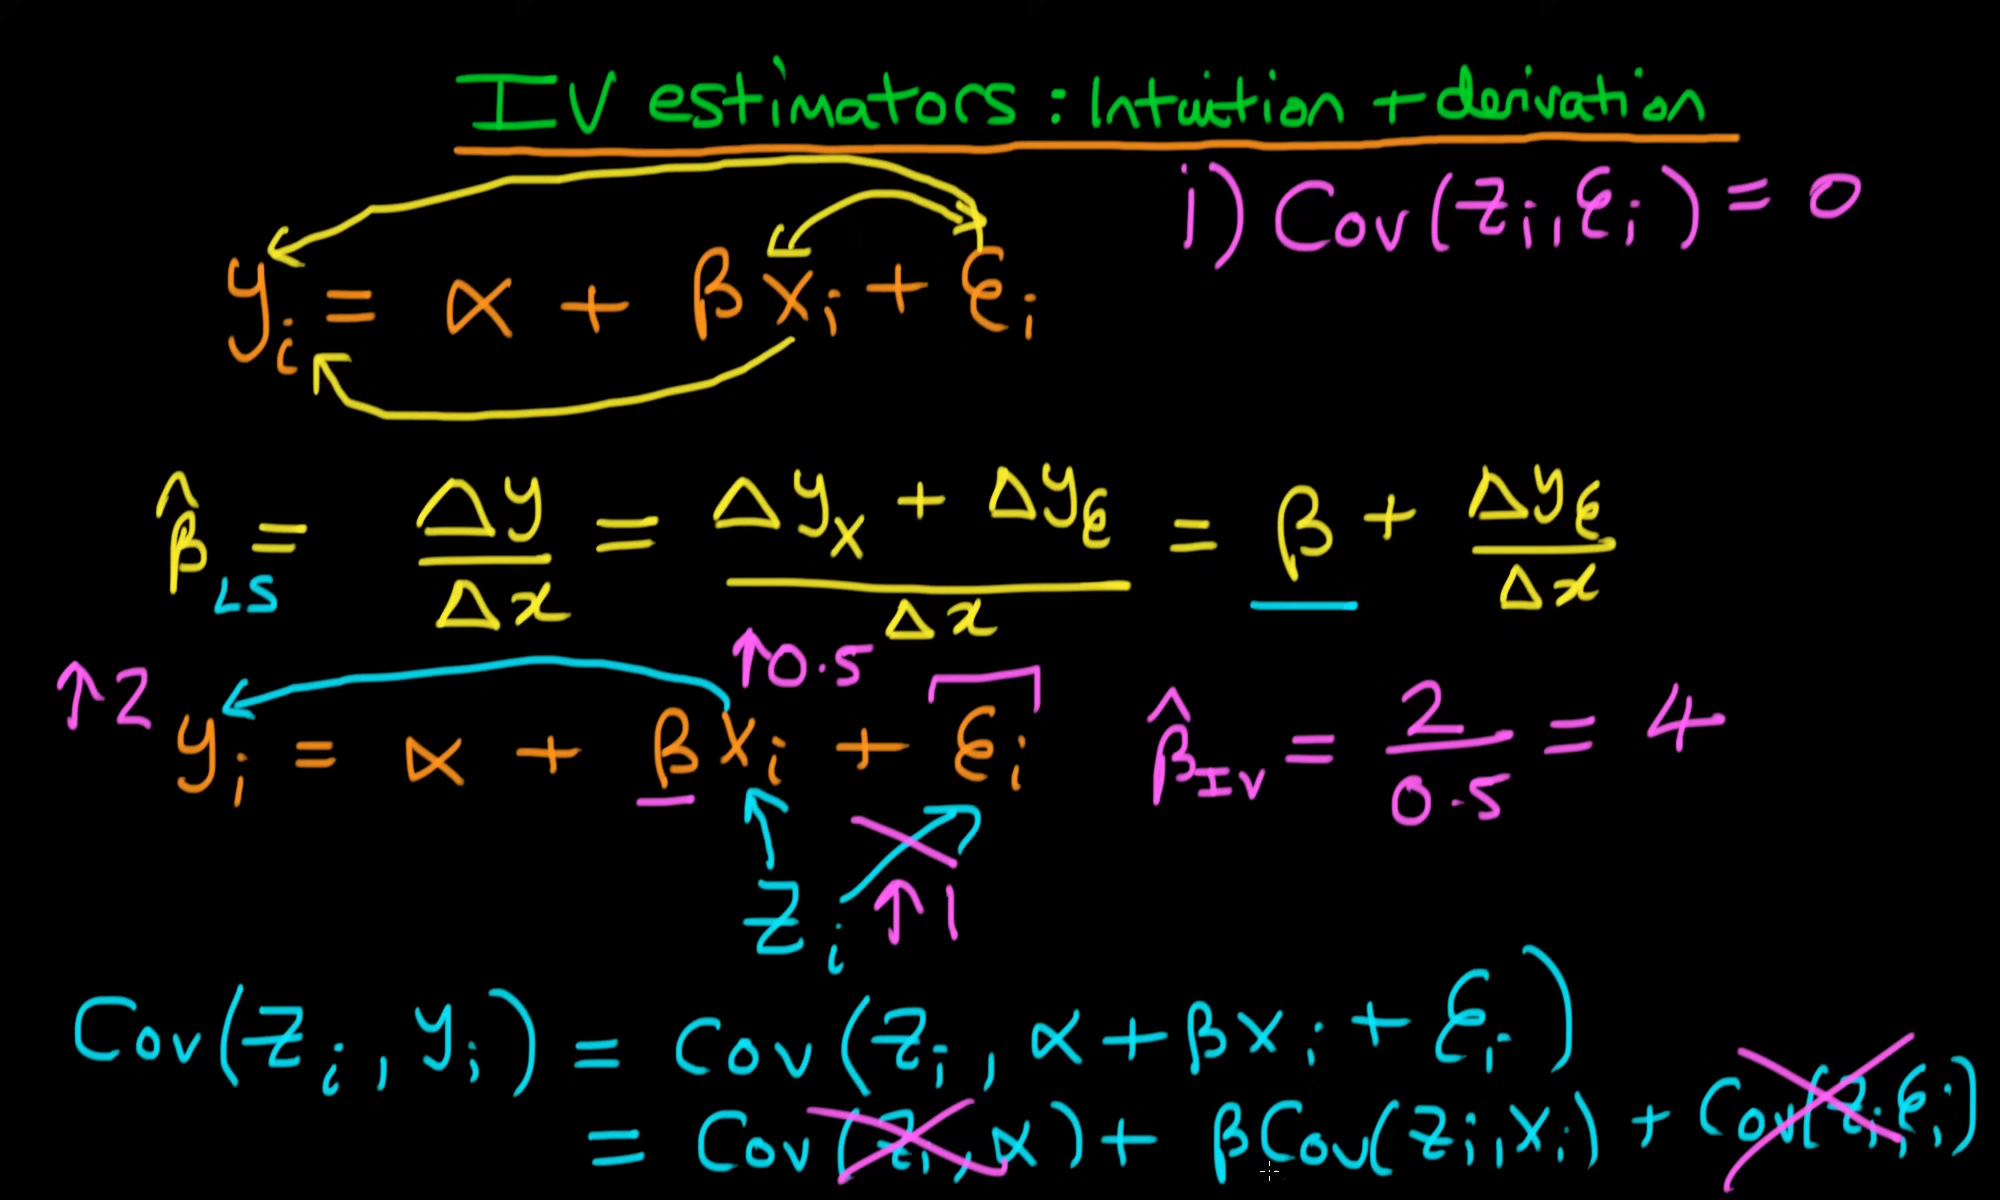 IV estimators : Intuition + derivation
i) Cov(Zi, εi) = 0
yi = α + βxi + εi
β̂LS = Δy/Δx = (Δyx + Δyε)/Δx = β + Δyε/Δx
↑2 ↑0.5
yi = α + βxi + εi
β̂IV = 2/0.5 = 4
Zi ↑1
Cov(Zi, yi) = Cov(Zi, α + βxi + εi)
= Cov(Zi, α) + βCov(Zi, Xi) + Cov(Zi, εi)